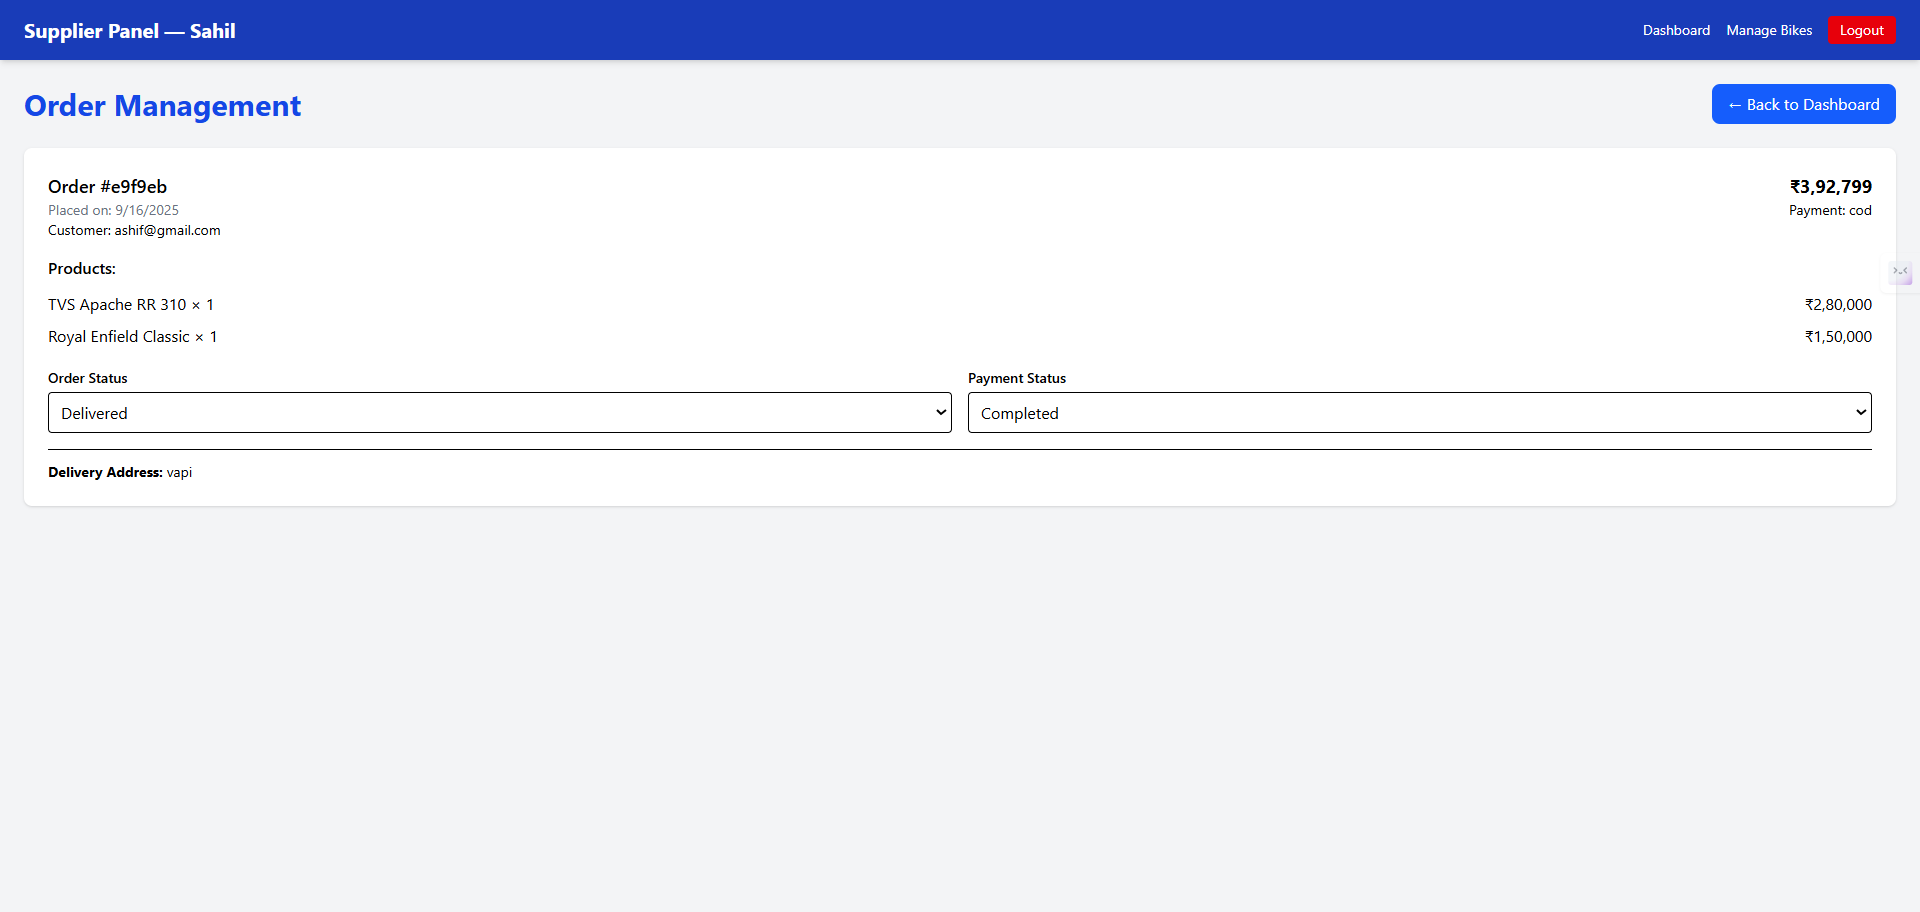 Supplier Panel — Sahil
Dashboard Manage Bikes Logout
Order Management
← Back to Dashboard
Order #e9f9eb
₹3,92,799
Placed on: 9/16/2025
Payment: cod
Customer: ashif@gmail.com
Products:
TVS Apache RR 310 × 1
₹2,80,000
Royal Enfield Classic × 1
₹1,50,000
Order Status
Payment Status
Delivered
Completed
Delivery Address: vapi